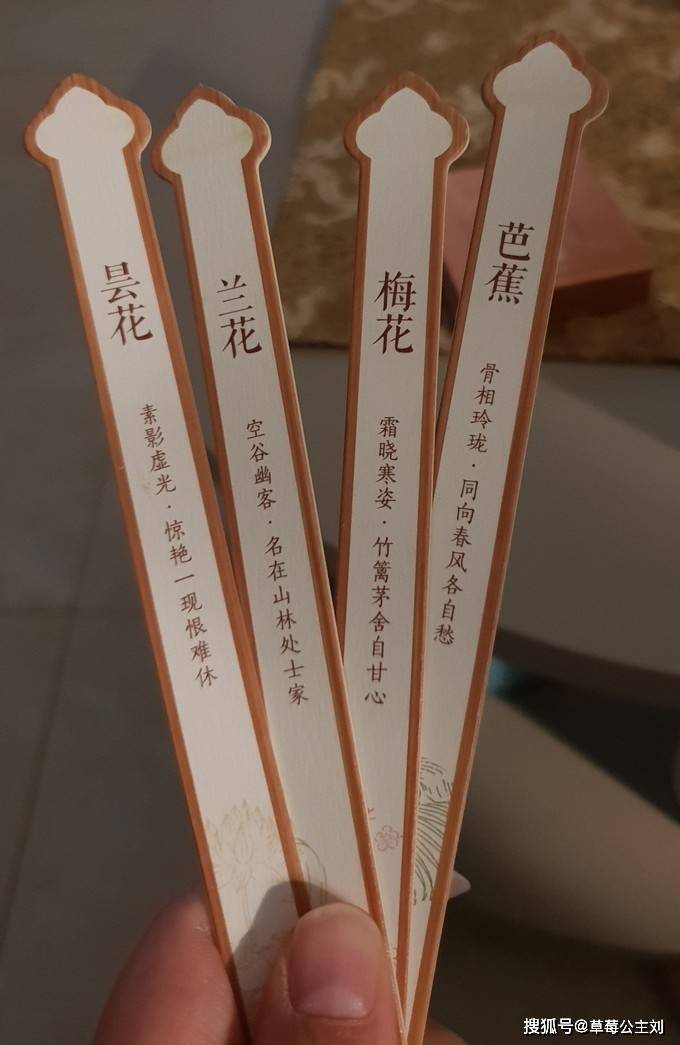 昙花
素影虚光·惊艳一现恨难休
兰花
空谷幽客·名在山林处士家
梅花
霜晓寒姿·竹篱茅舍自甘心
芭蕉
骨相玲珑·同向春风各自愁
搜狐号@草莓公主刘